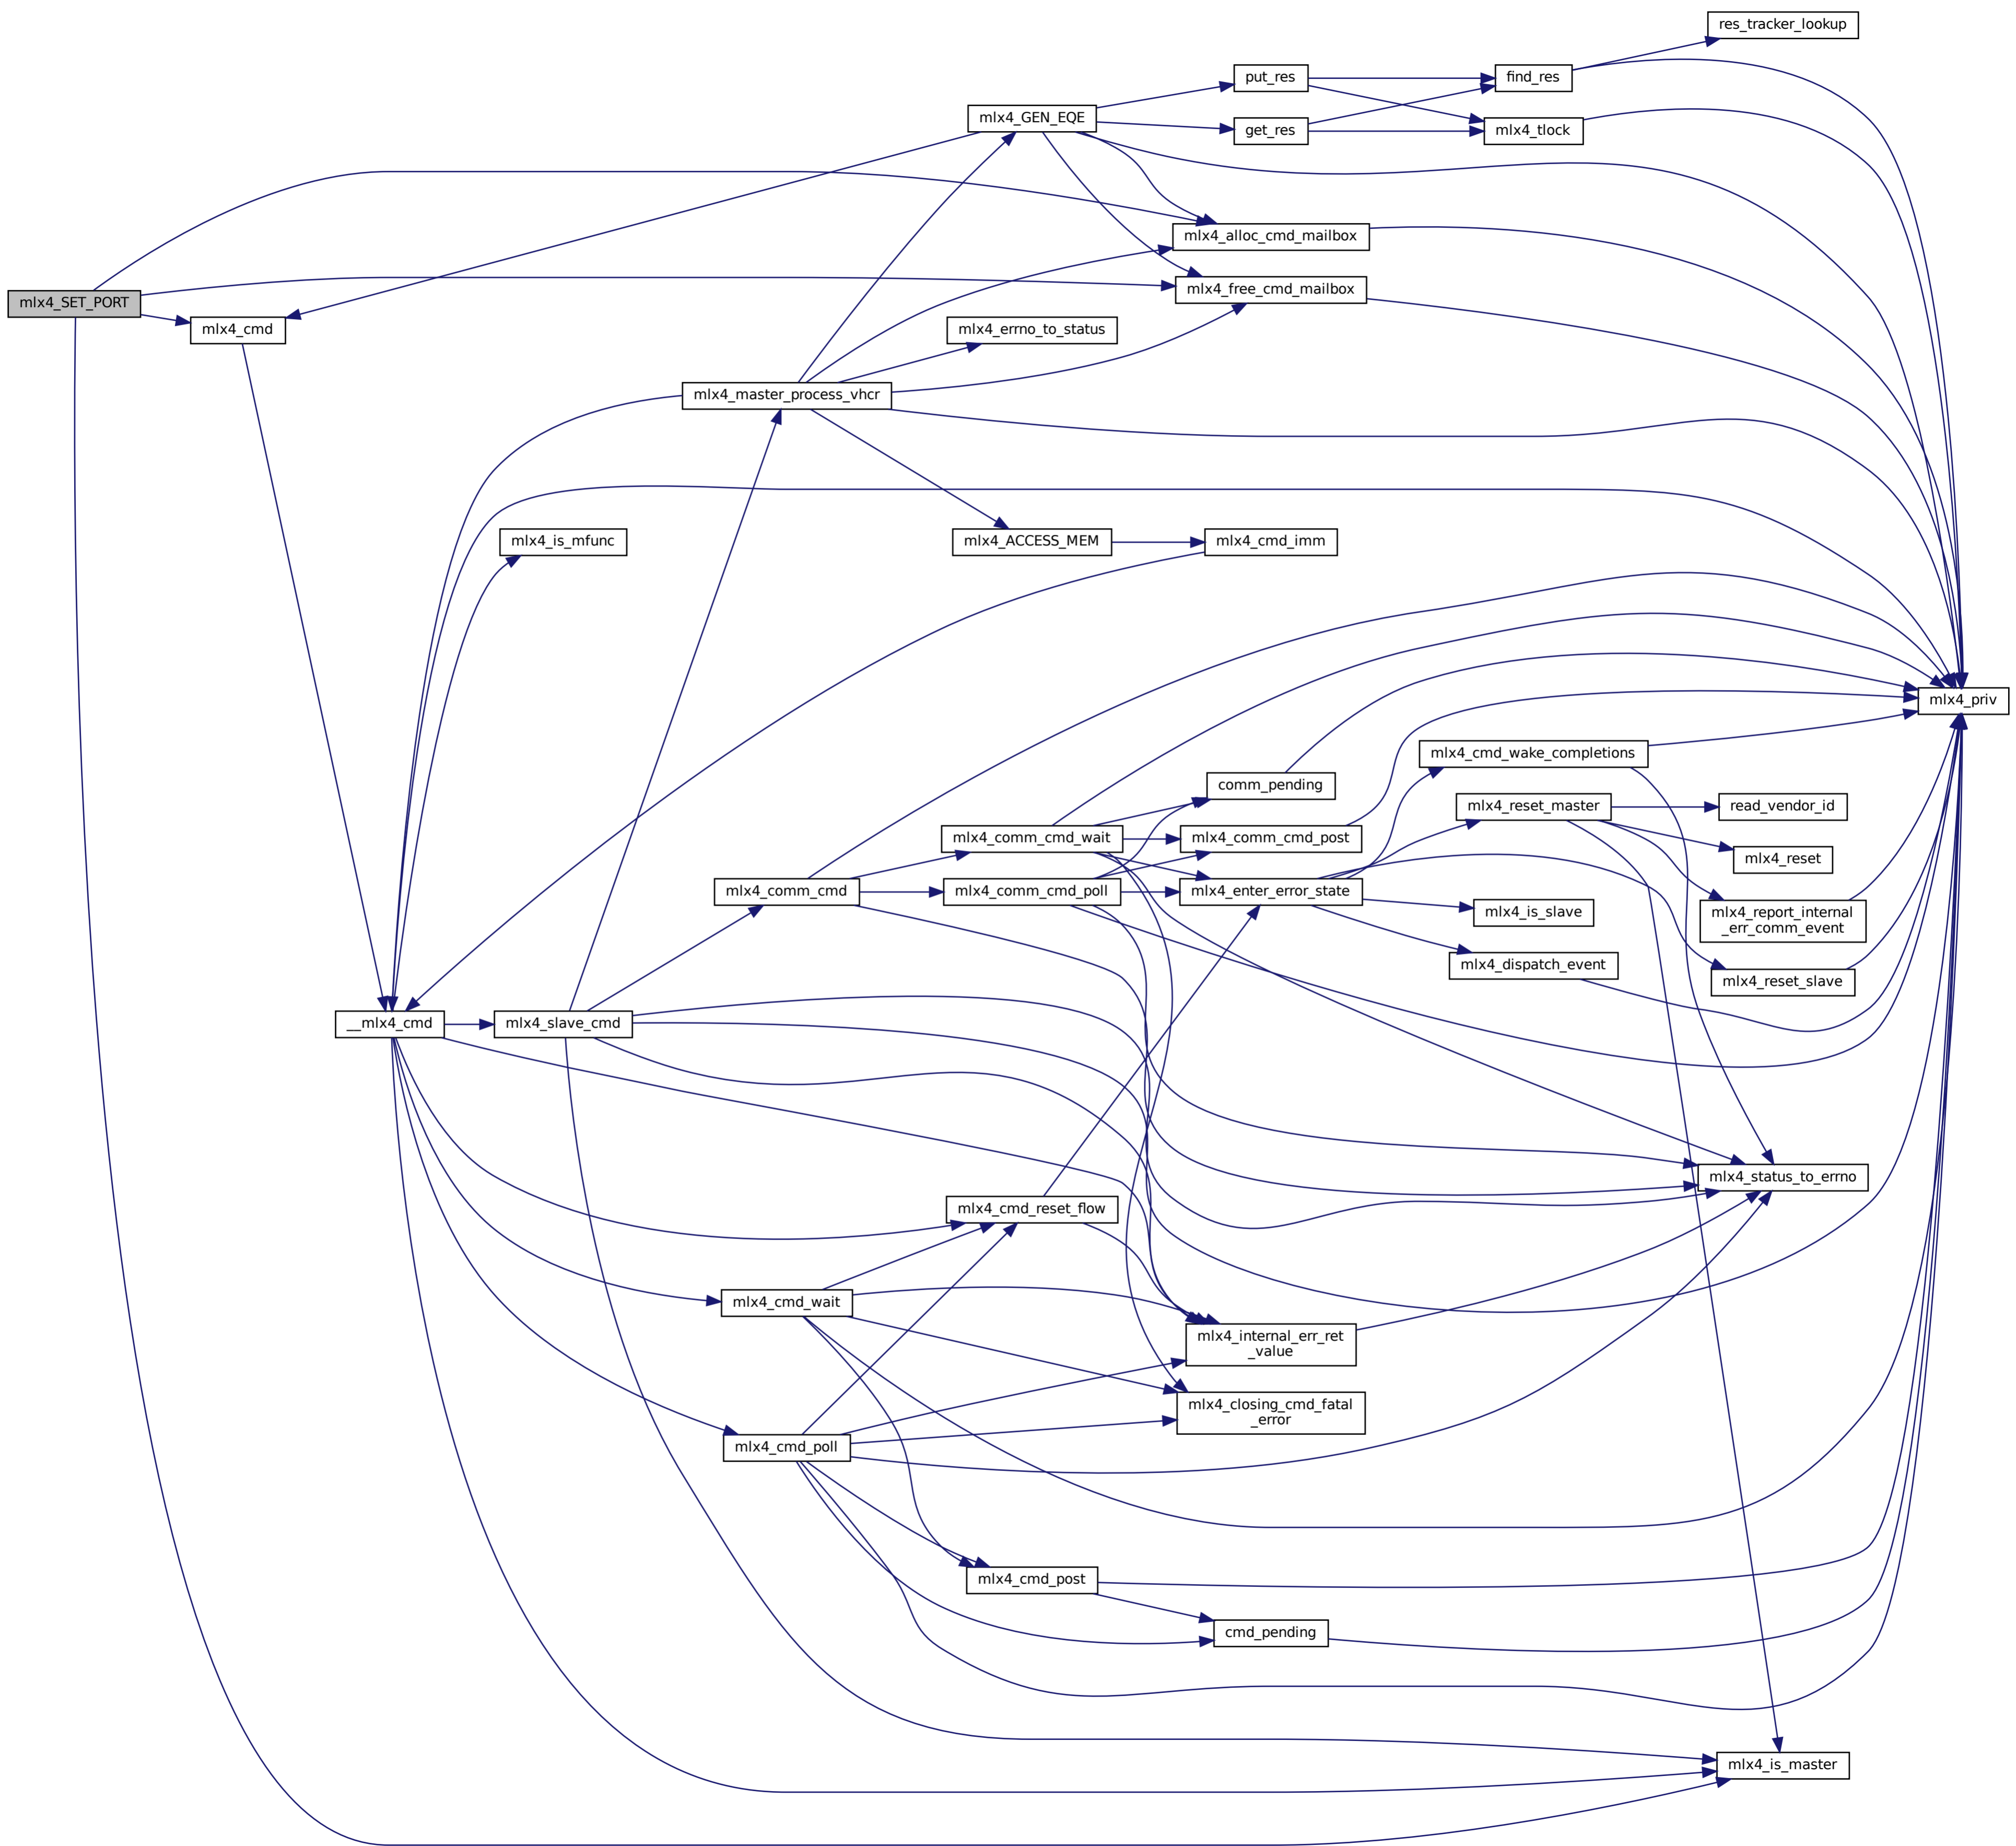 res_tracker_lookup
put_res
find_res
mlx4_GEN_EQE
get_res
mlx4_tlock
mlx4_alloc_cmd_mailbox
mlx4_SET_PORT
mlx4_free_cmd_mailbox
mlx4_cmd
mlx4_errno_to_status
mlx4_master_process_vhcr
mlx4_is_mfunc
mlx4_ACCESS_MEM
mlx4_cmd_imm
mlx4_priv
mlx4_cmd_wake_completions
comm_pending
mlx4_reset_master
read_vendor_id
mlx4_comm_cmd_wait
mlx4_comm_cmd_post
mlx4_reset
mlx4_comm_cmd
mlx4_comm_cmd_poll
mlx4_enter_error_state
mlx4_is_slave
mlx4_report_internal
_err_comm_event
mlx4_dispatch_event
mlx4_reset_slave
__mlx4_cmd
mlx4_slave_cmd
mlx4_status_to_errno
mlx4_cmd_reset_flow
mlx4_cmd_wait
mlx4_internal_err_ret
_value
mlx4_closing_cmd_fatal
_error
mlx4_cmd_poll
mlx4_cmd_post
cmd_pending
mlx4_is_master